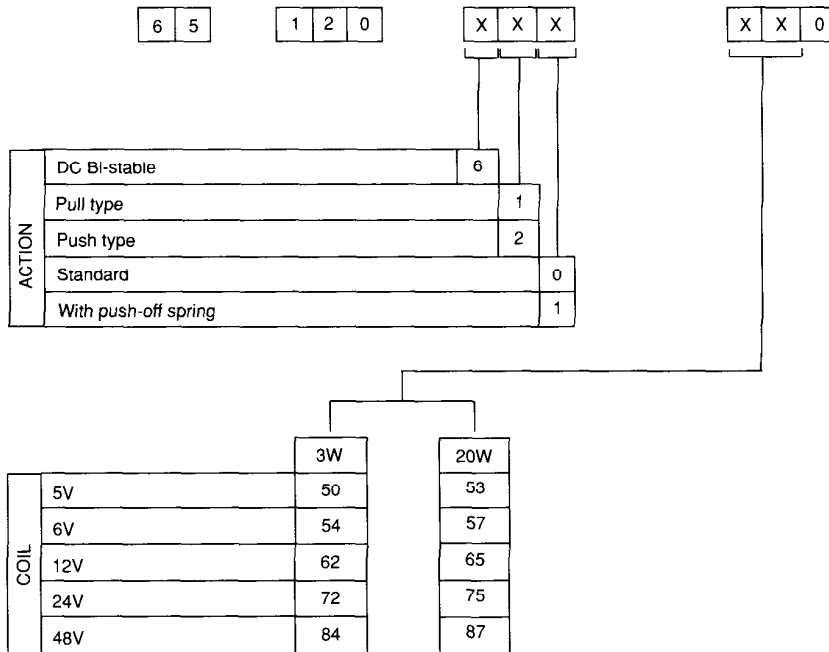 6 5 1 2 0 X X X X X 0
ACTION
DC Bi-stable 6
Pull type 1
Push type 2
Standard 0
With push-off spring 1
3W 20W
COIL
5V 50 53
6V 54 57
12V 62 65
24V 72 75
48V 84 87